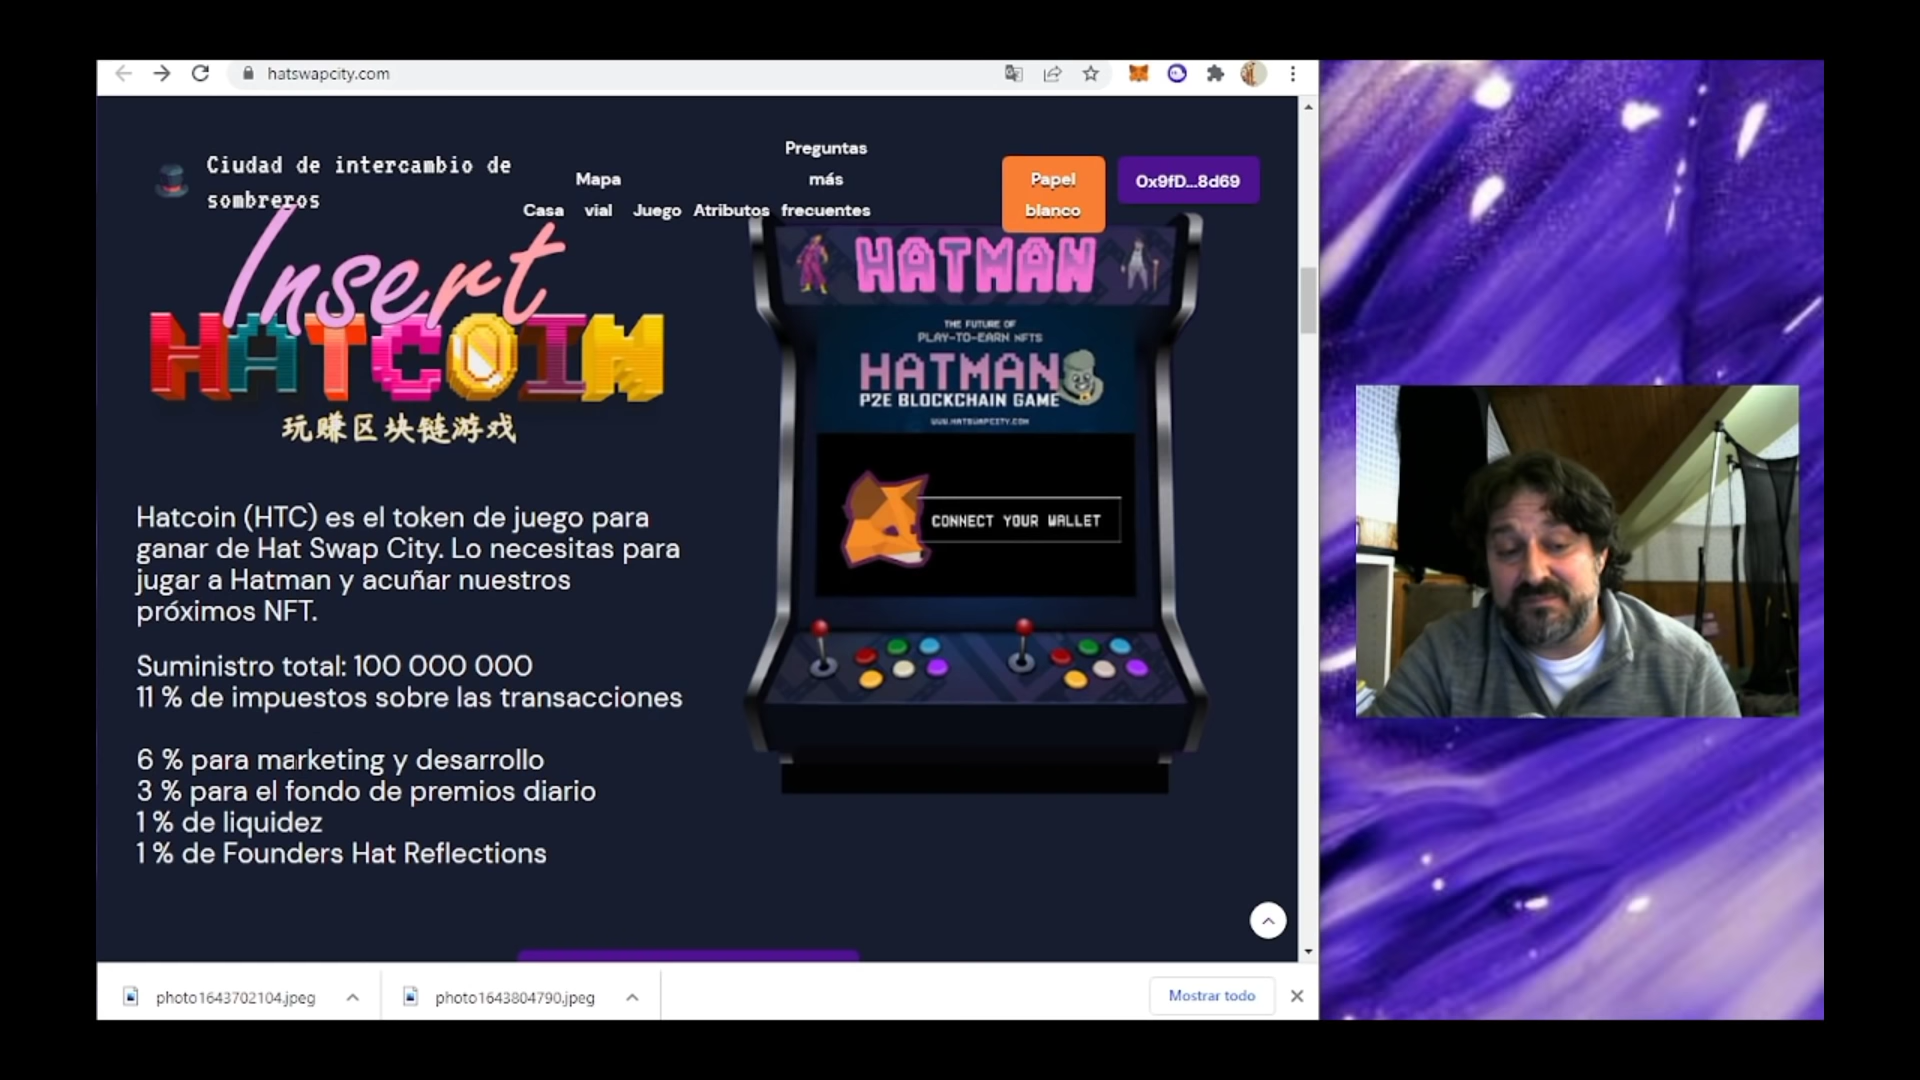 hatswapcity.com
Ciudad de intercambio de
sombreros
Casa
Mapa
vial
Juego
Atributos
Preguntas
más
frecuentes
Papel
blanco
0x9fD...8d69
Insert
HATCOIN
玩赚区块链游戏
Hatcoin (HTC) es el token de juego para
ganar de Hat Swap City. Lo necesitas para
jugar a Hatman y acuñar nuestros
próximos NFT.
Suministro total: 100 000 000
11 % de impuestos sobre las transacciones
6 % para marketing y desarrollo
3 % para el fondo de premios diario
1 % de liquidez
1 % de Founders Hat Reflections
HATMAN
THE FUTURE OF
PLAY-TO-EARN NFTS
HATMAN
P2E BLOCKCHAIN GAME
WWW.HATSWAPCITY.COM
CONNECT YOUR WALLET
photo1643702104.jpeg
photo1643804790.jpeg
Mostrar todo